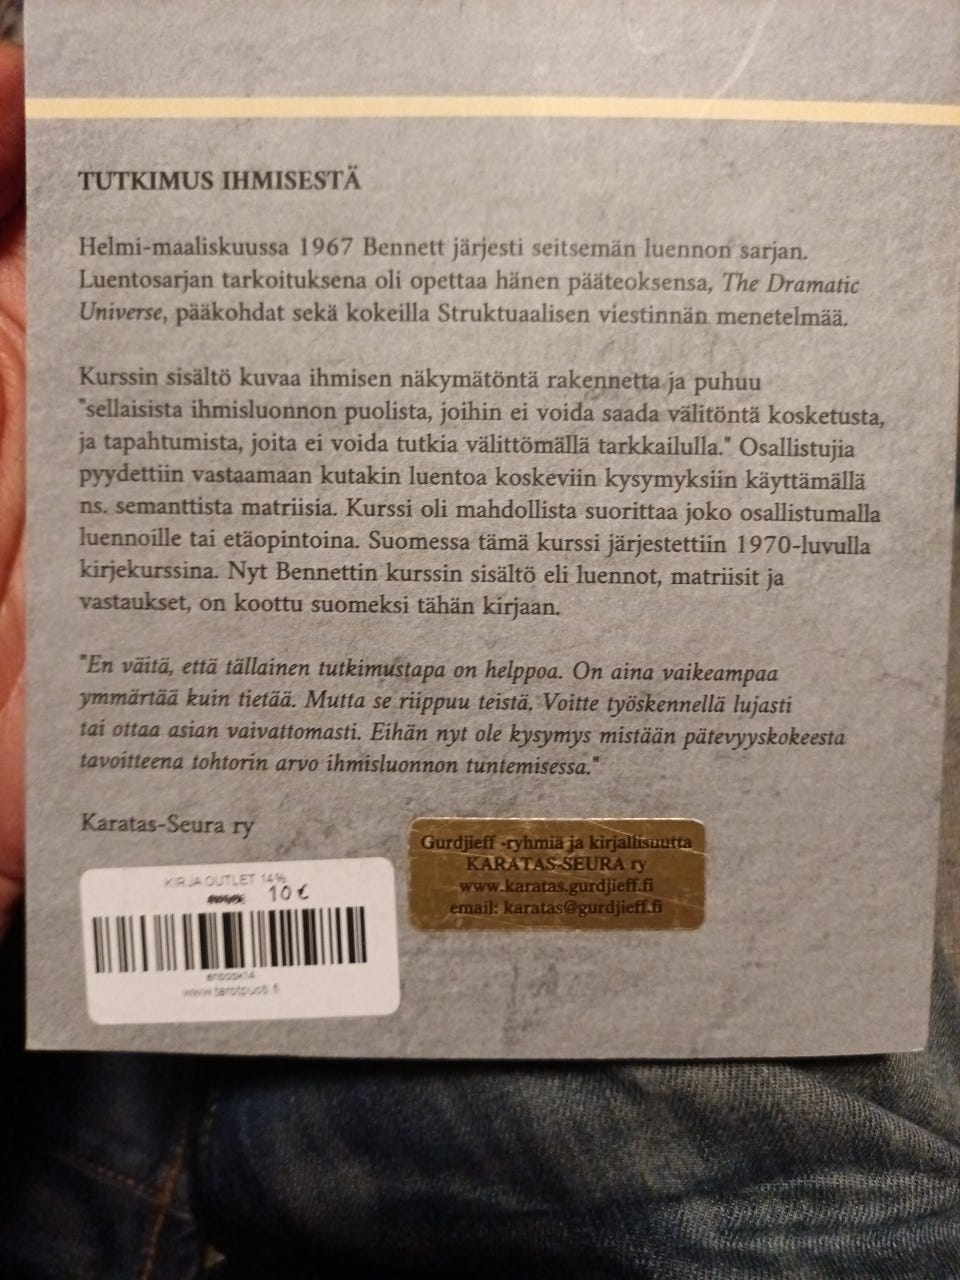 TUTKIMUS IHMISESTÄ
Helmi-maaliskuussa 1967 Bennett järjesti seitsemän luennon sarjan.
Luentosarjan tarkoituksena oli opettaa hänen pääteoksensa, The Dramatic
Universe, pääkohdat sekä kokeilla Struktuaalisen viestinnän menetelmää.
Kurssin sisältö kuvaa ihmisen näkymätöntä rakennetta ja puhuu
"sellaisista ihmisluonnon puolista, joihin ei voida saada välitöntä kosketusta,
ja tapahtumista, joita ei voida tutkia välittömällä tarkkailulla." Osallistujia
pyydettiin vastaamaan kutakin luentoa koskeviin kysymyksiin käyttämällä
ns. semanttista matriisia. Kurssi oli mahdollista suorittaa joko osallistumalla
luennoille tai etäopintoina. Suomessa tämä kurssi järjestettiin 1970-luvulla
kirjekurssina. Nyt Bennettin kurssin sisältö eli luennot, matriisit ja
vastaukset, on koottu suomeksi tähän kirjaan.
"En väitä, että tällainen tutkimustapa on helppoa. On aina vaikeampaa
ymmärtää kuin tietää. Mutta se riippuu teistä. Voitte työskennellä lujasti
tai ottaa asian vaivattomasti. Eihän nyt ole kysymys mistään pätevyyskokeesta
tavoitteena tohtorin arvo ihmisluonnon tuntemisessa."
Karatas-Seura ry
Gurdjieff -ryhmiä ja kirjallisuutta
KARATAS-SEURA ry
www.karatas.gurdjieff.fi
email: karatas@gurdjieff.fi
KIRJA OUTLET 14%
10 €
enbook14
www.tarotpuoti.fi